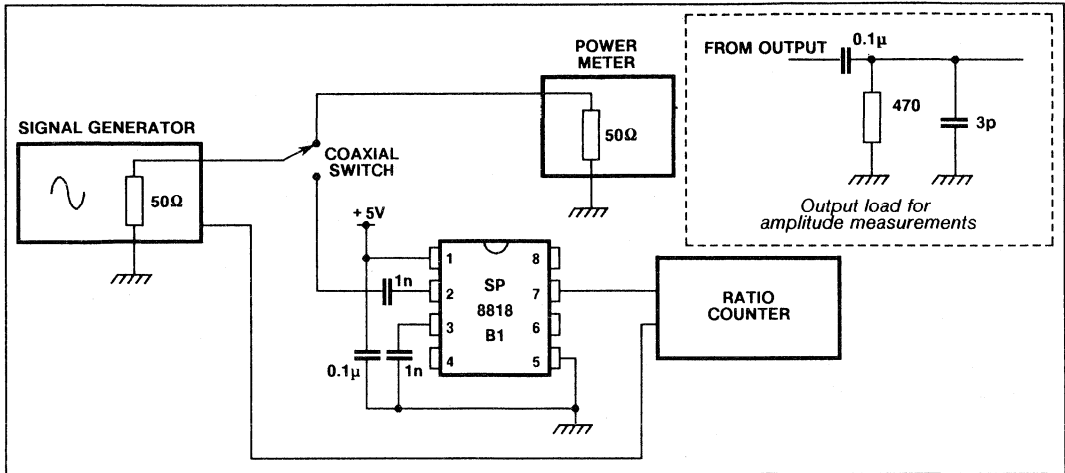 POWER
METER
50Ω
FROM OUTPUT
0.1μ
470
3p
Output load for
amplitude measurements
SIGNAL GENERATOR
50Ω
COAXIAL
SWITCH
+ 5V
1n
0.1μ
1n
1
2
3
4
SP
8818
B1
8
7
6
5
RATIO
COUNTER